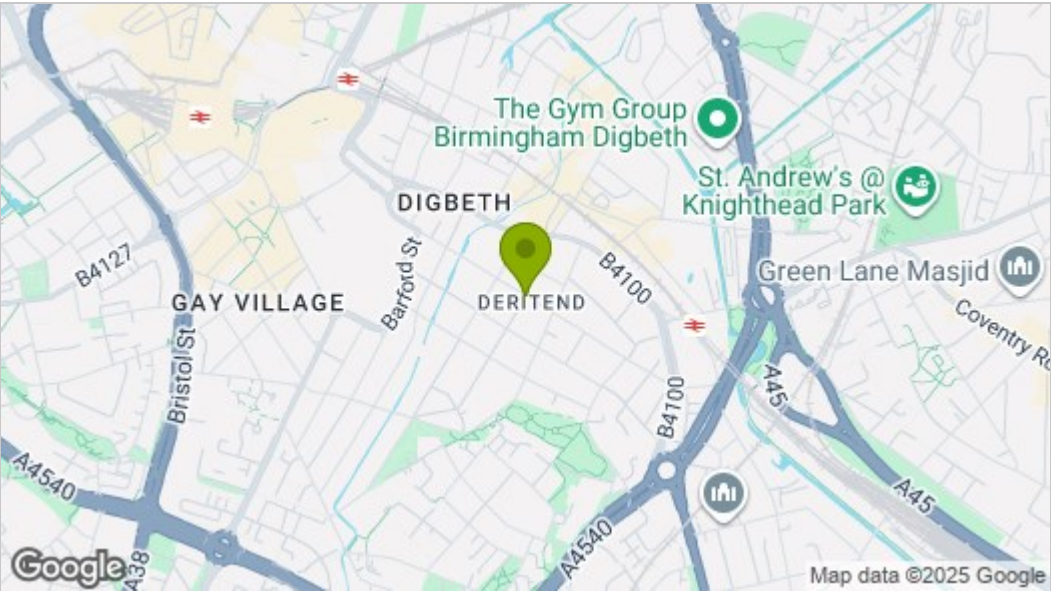 The Gym Group
Birmingham Digbeth
St. Andrew's @
Knighthead Park
DIGBETH
B4127
Barford St
B4100
Green Lane Masjid
GAY VILLAGE
DERITEND
Coventry R
Bristol St
A45
B4100
A4540
A45
A4540
A38
Google
Map data ©2025 Google